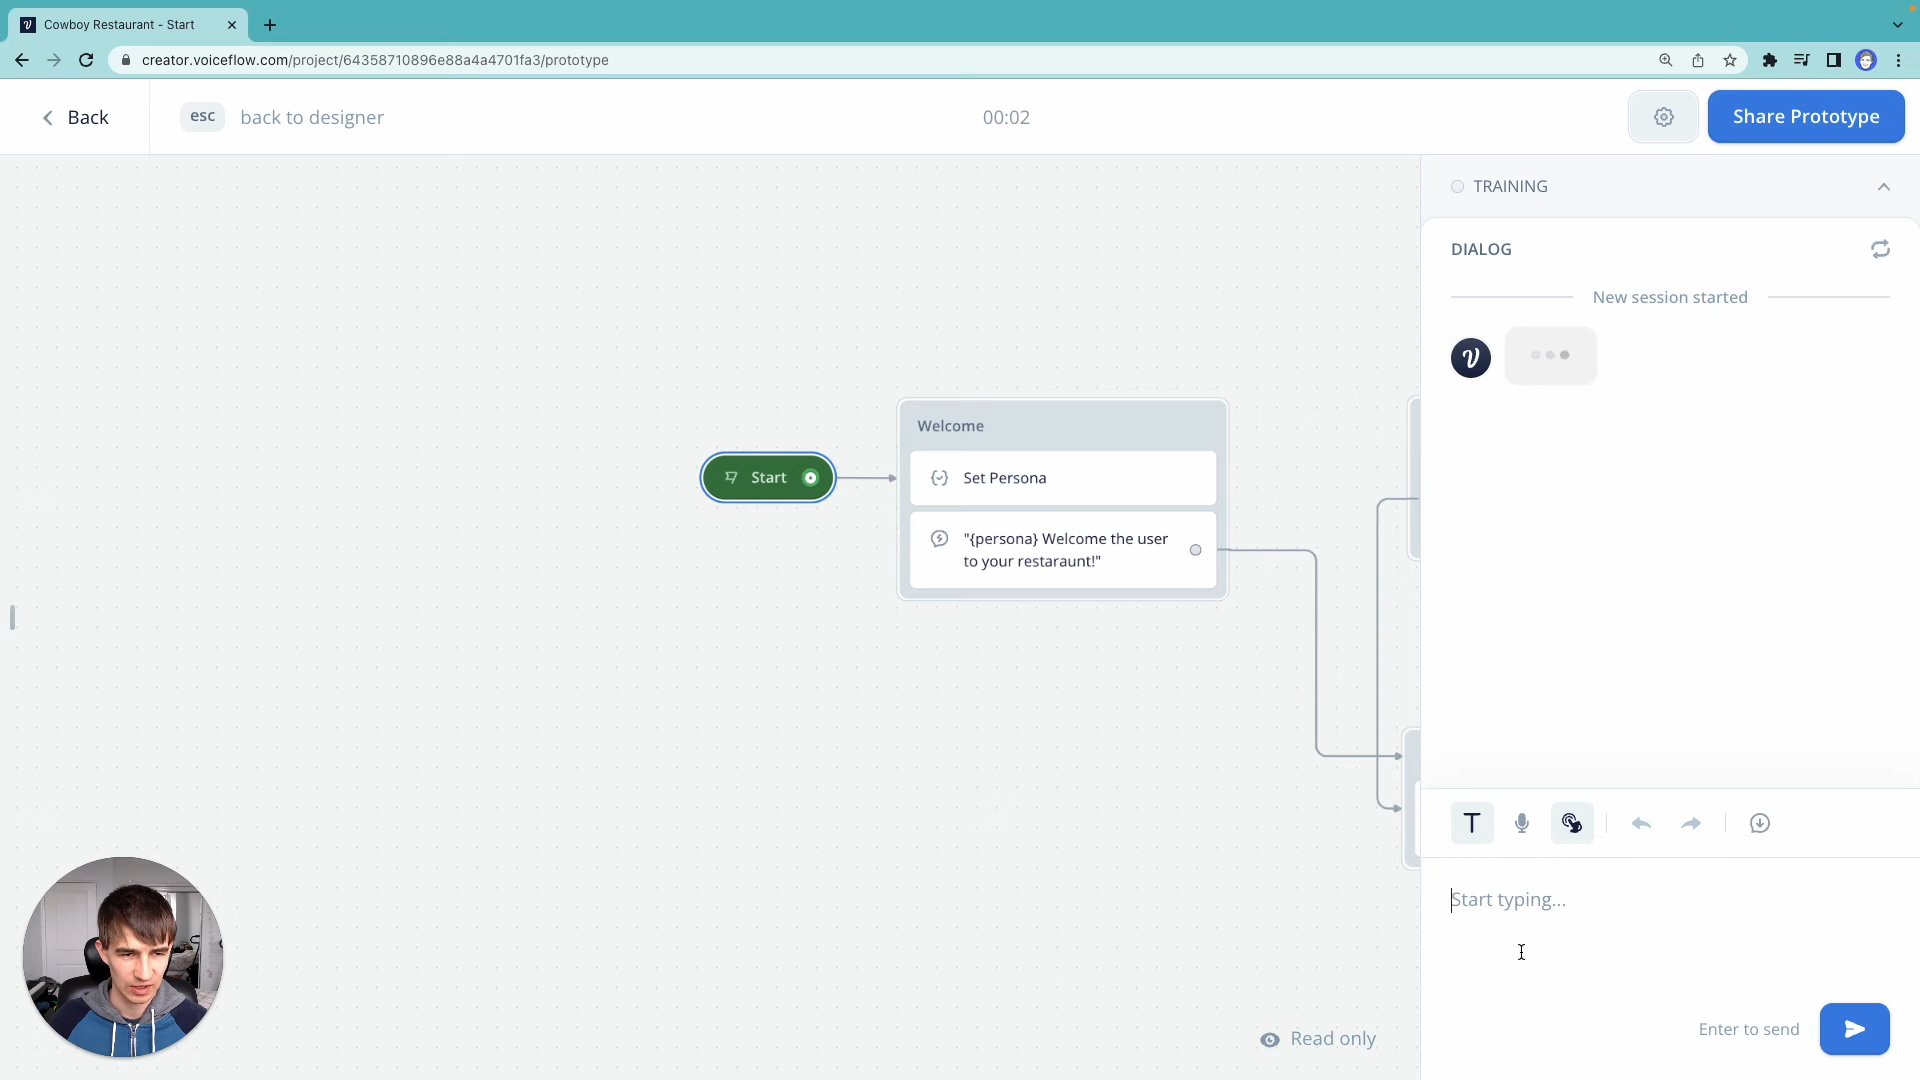 Cowboy Restaurant - Start
creator.voiceflow.com/project/64358710896e88a4a4701fa3/prototype
Back
esc
back to designer
00:02
Share Prototype
TRAINING
DIALOG
New session started
Welcome
Start
Set Persona
"{persona} Welcome the user
to your restaraunt!"
T
Start typing...
Enter to send
Read only